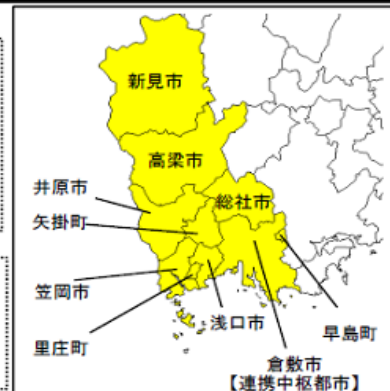 新見市
高梁市
井原市
総社市
矢掛町
笠岡市
浅口市
早島町
里庄町
倉敷市
【連携中枢都市】